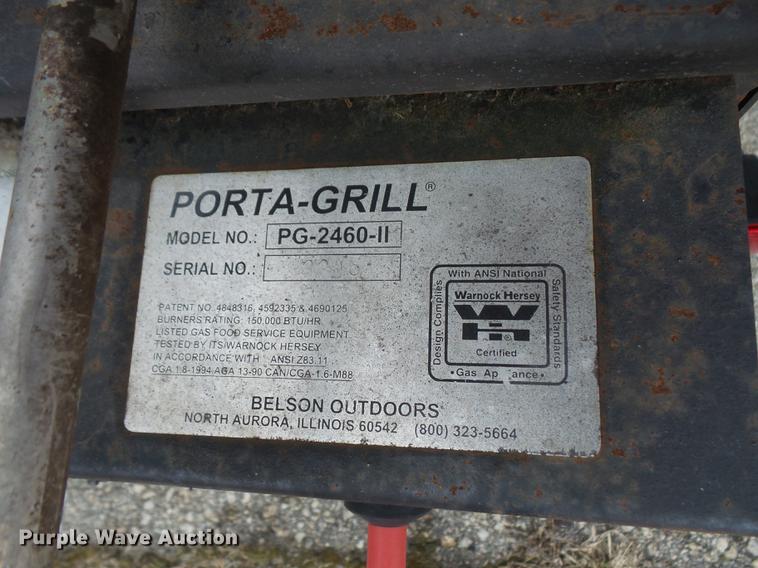 PORTA-GRILL®
MODEL NO.: PG-2460-II
SERIAL NO.:
PATENT NO. 4848316, 4592335 & 4690125
BURNERS RATING: 150,000 BTU/HR.
LISTED GAS FOOD SERVICE EQUIPMENT
TESTED BY ITS/WARNOCK HERSEY
IN ACCORDANCE WITH ANSI Z83.11
CGA 1.8-1994 AGA 13-90 CAN/CGA-1.6-M88
With ANSI National
Design Complies
Safety Standards
Warnock Hersey
WH®
Certified
• Gas Ap ance •
BELSON OUTDOORS
NORTH AURORA, ILLINOIS 60542 (800) 323-5664
Purple Wave Auction